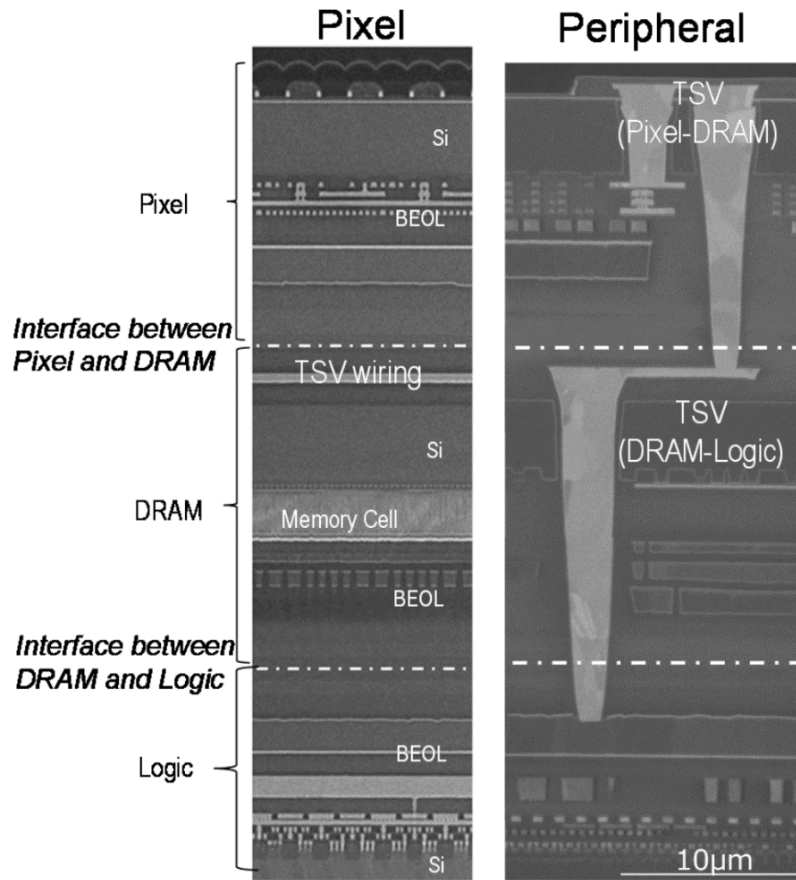 Pixel
Peripheral
Si
BEOL
Pixel
Interface between
Pixel and DRAM
TSV wiring
Si
DRAM
Memory Cell
BEOL
Interface between
DRAM and Logic
BEOL
Logic
Si
TSV
(Pixel-DRAM)
TSV
(DRAM-Logic)
10μm